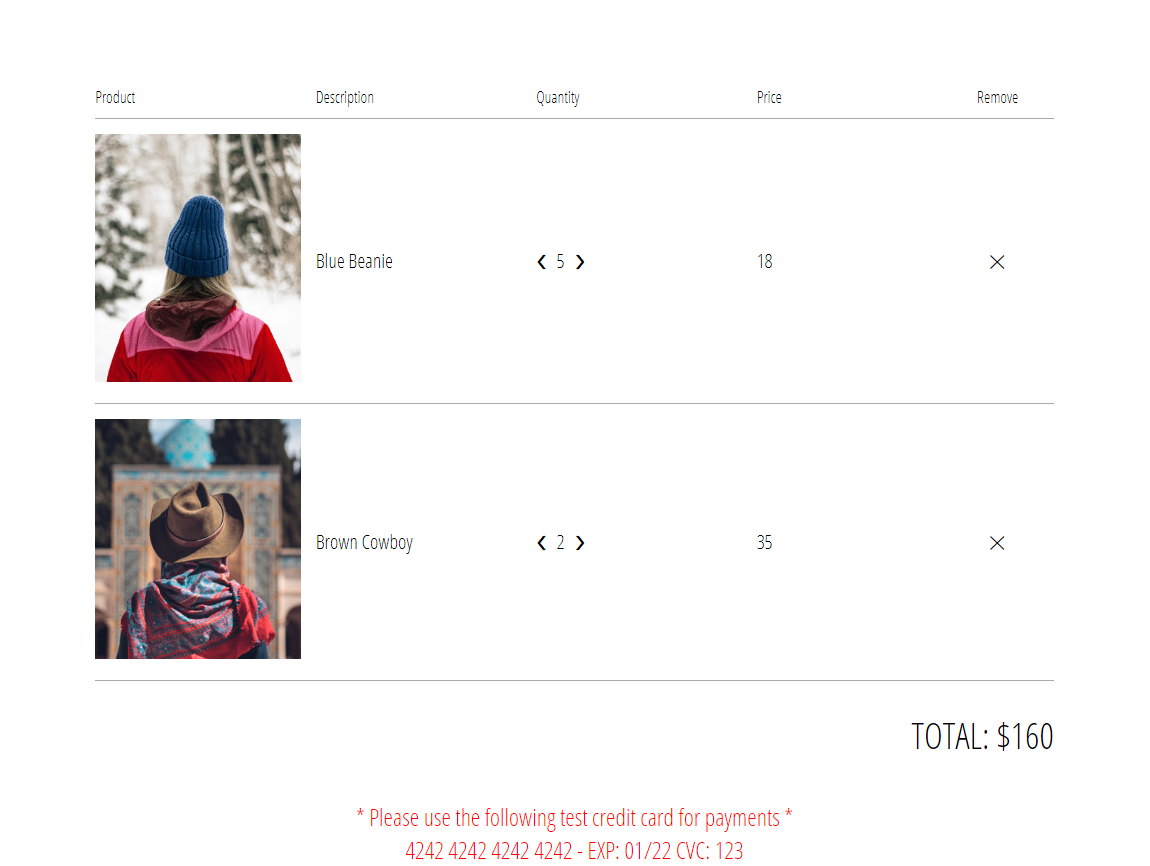 Product Description Quantity Price Remove
Blue Beanie ❮ 5 ❯ 18 ✕
Brown Cowboy ❮ 2 ❯ 35 ✕
TOTAL: $160
* Please use the following test credit card for payments *
4242 4242 4242 4242 - EXP: 01/22 CVC: 123